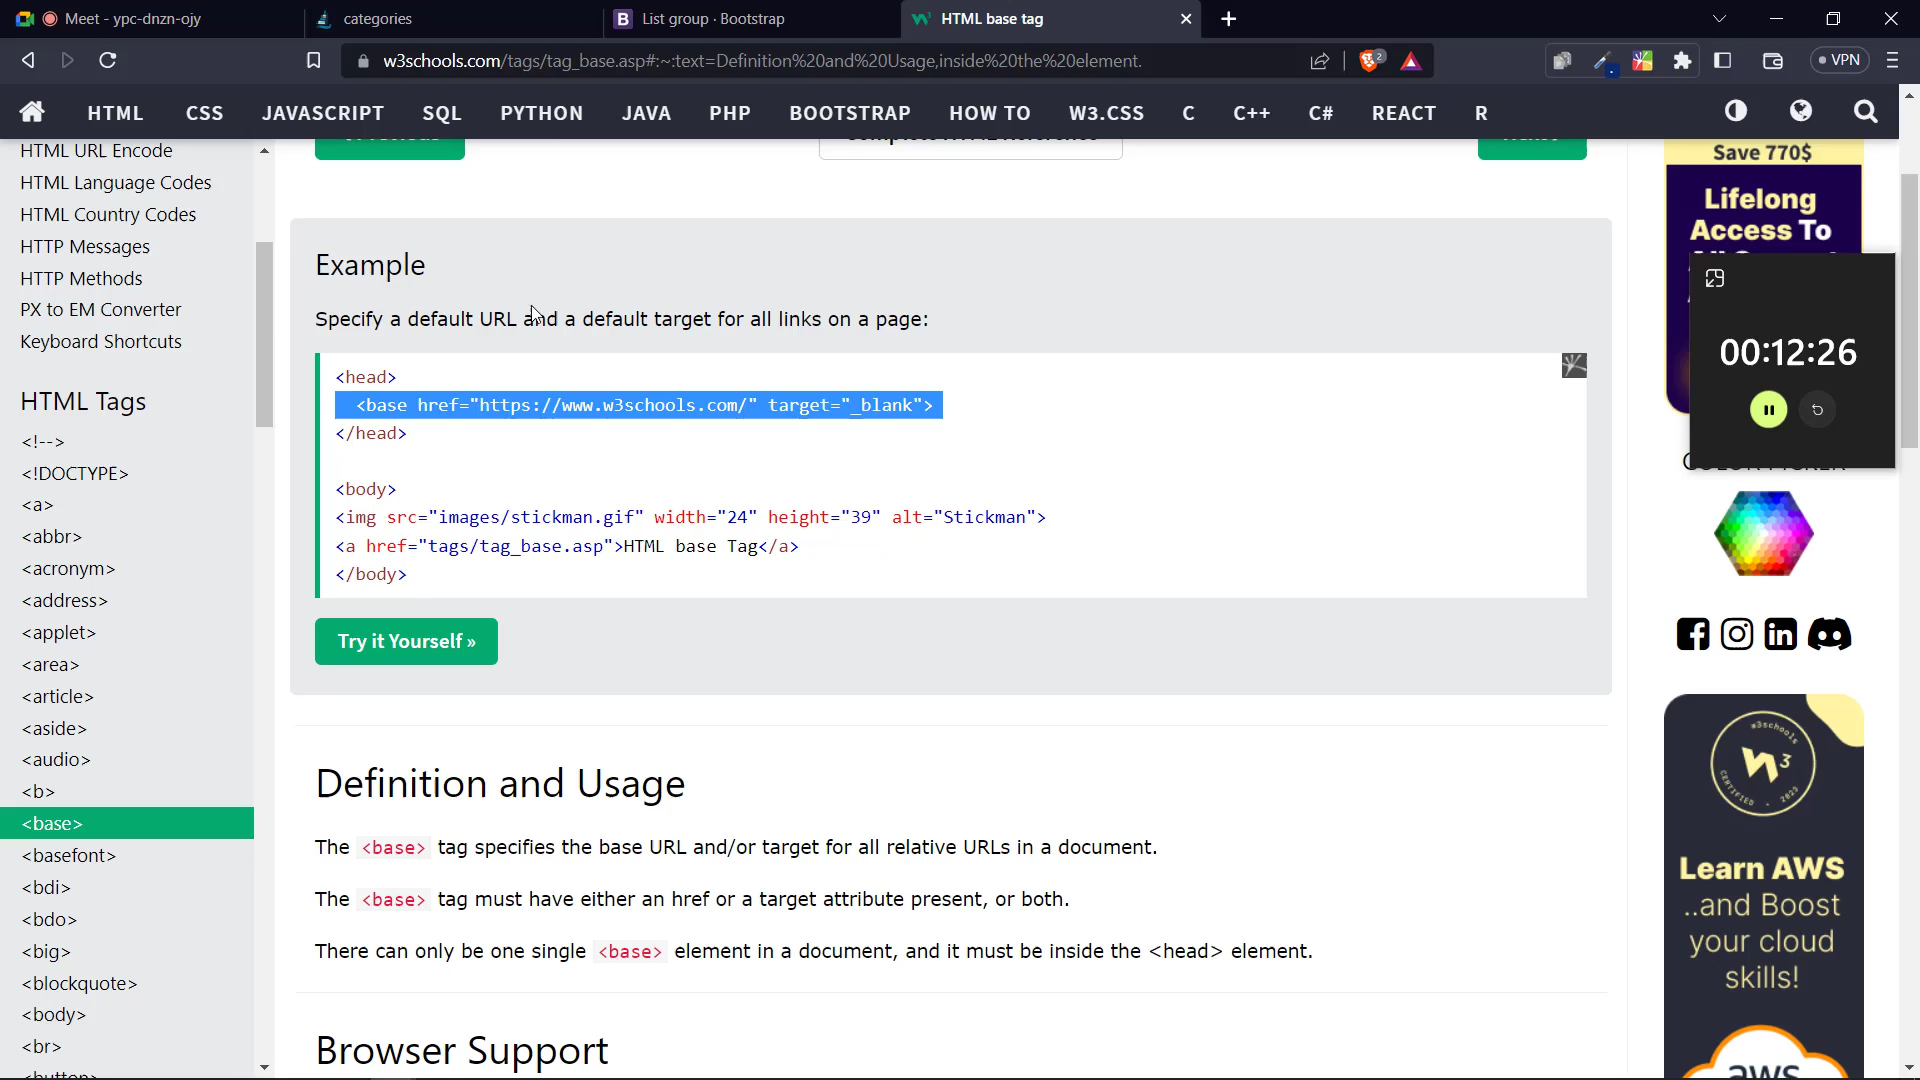 Meet - ypc-dnzn-ojy
categories
B List group · Bootstrap
HTML base tag
w3schools.com/tags/tag_base.asp#:~:text=Definition%20and%20Usage,inside%20the%20element.
2
VPN
HTML CSS JAVASCRIPT SQL PYTHON JAVA PHP BOOTSTRAP HOW TO W3.CSS C C++ C# REACT R
HTML URL Encode
HTML Language Codes
HTML Country Codes
HTTP Messages
HTTP Methods
PX to EM Converter
Keyboard Shortcuts
HTML Tags
<!-->
<!DOCTYPE>
<a>
<abbr>
<acronym>
<address>
<applet>
<area>
<article>
<aside>
<audio>
<b>
<base>
<basefont>
<bdi>
<bdo>
<big>
<blockquote>
<body>
<br>
Example
Specify a default URL and a default target for all links on a page:
<head>
<base href="https://www.w3schools.com/" target="_blank">
</head>
<body>
<img src="images/stickman.gif" width="24" height="39" alt="Stickman">
<a href="tags/tag_base.asp">HTML base Tag</a>
</body>
Try it Yourself »
Definition and Usage
The <base> tag specifies the base URL and/or target for all relative URLs in a document.
The <base> tag must have either an href or a target attribute present, or both.
There can only be one single <base> element in a document, and it must be inside the <head> element.
Browser Support
Save 770$
Lifelong
Access To
00:12:26
w3schools
CERTIFIED · 2023
Learn AWS
..and Boost
your cloud
skills!
aws